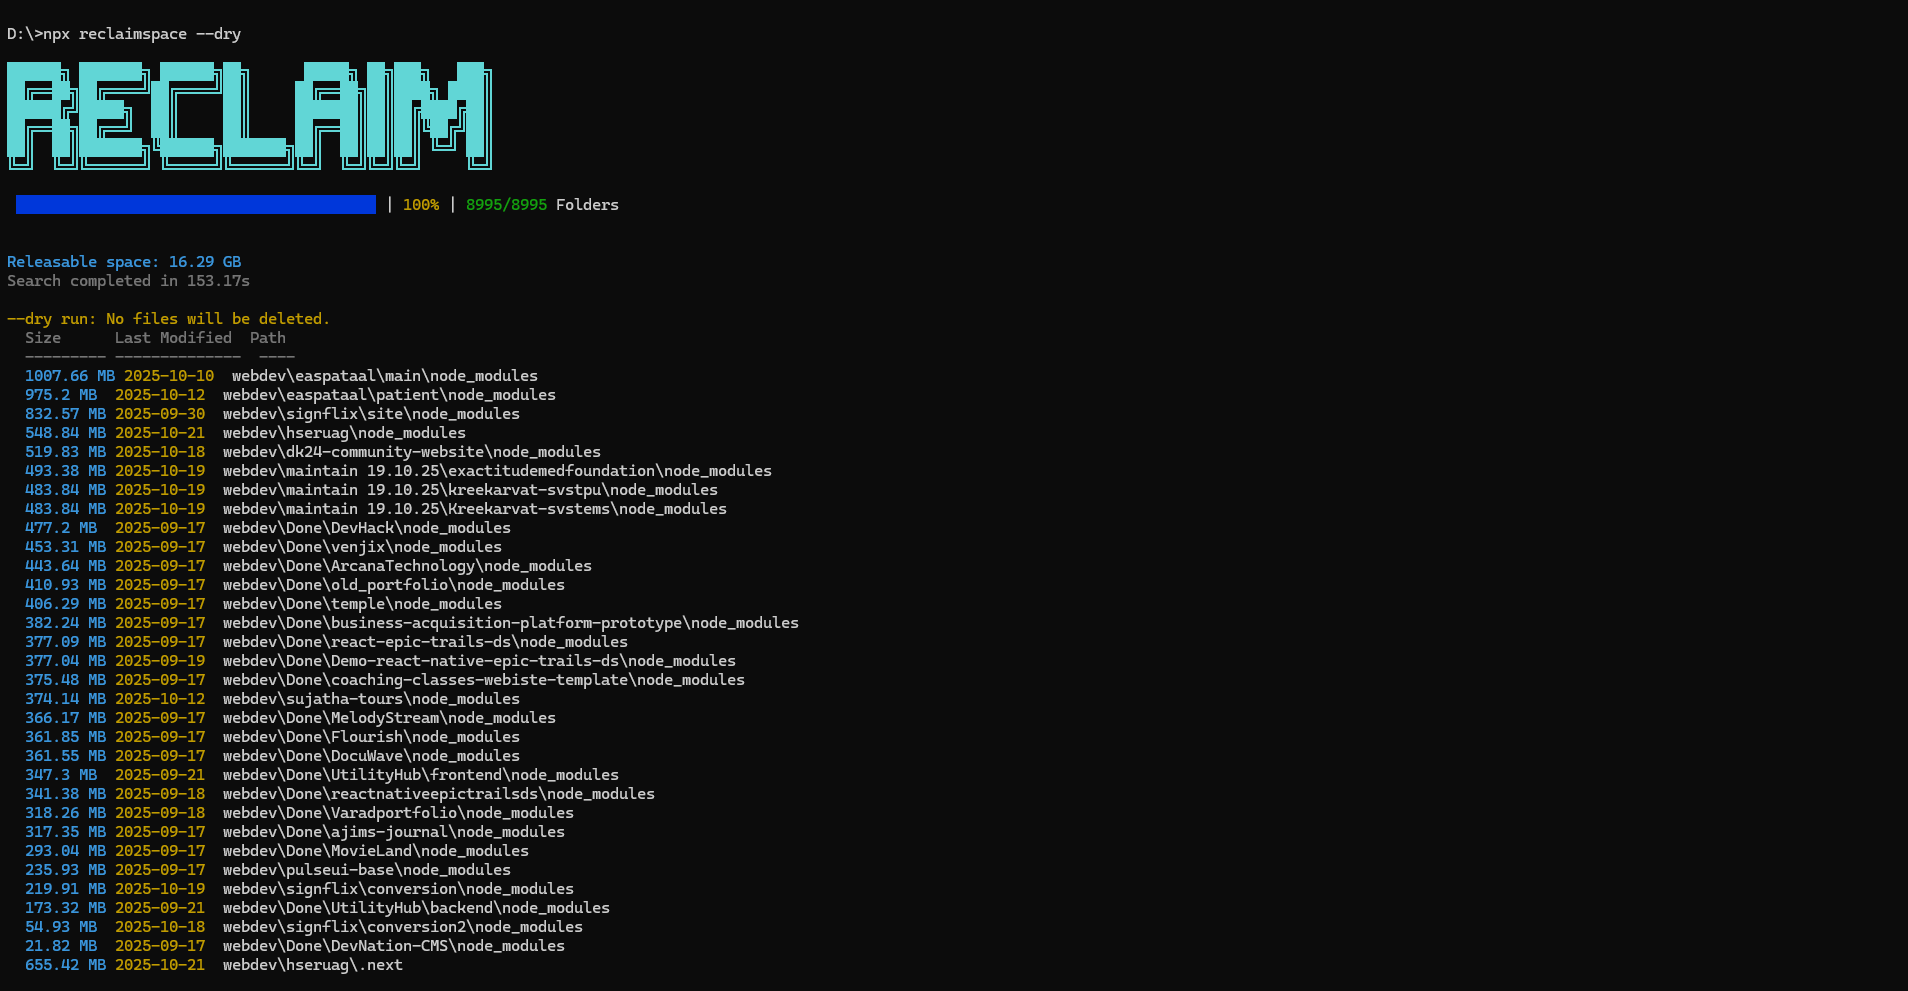 D:\>npx reclaimspace --dry
RECLAIM
| 100% | 8995/8995 Folders
Releasable space: 16.29 GB
Search completed in 153.17s
--dry run: No files will be deleted.
Size Last Modified Path
--------- -------------- ----
1007.66 MB 2025-10-10 webdev\easpataal\main\node_modules
975.2 MB 2025-10-12 webdev\easpataal\patient\node_modules
832.57 MB 2025-09-30 webdev\signflix\site\node_modules
548.84 MB 2025-10-21 webdev\hseruag\node_modules
519.83 MB 2025-10-18 webdev\dk24-community-website\node_modules
493.38 MB 2025-10-19 webdev\maintain 19.10.25\exactitudemedfoundation\node_modules
483.84 MB 2025-10-19 webdev\maintain 19.10.25\kreekarvat-svstpu\node_modules
483.84 MB 2025-10-19 webdev\maintain 19.10.25\Kreekarvat-svstems\node_modules
477.2 MB 2025-09-17 webdev\Done\DevHack\node_modules
453.31 MB 2025-09-17 webdev\Done\venjix\node_modules
443.64 MB 2025-09-17 webdev\Done\ArcanaTechnology\node_modules
410.93 MB 2025-09-17 webdev\Done\old_portfolio\node_modules
406.29 MB 2025-09-17 webdev\Done\temple\node_modules
382.24 MB 2025-09-17 webdev\Done\business-acquisition-platform-prototype\node_modules
377.09 MB 2025-09-17 webdev\Done\react-epic-trails-ds\node_modules
377.04 MB 2025-09-19 webdev\Done\Demo-react-native-epic-trails-ds\node_modules
375.48 MB 2025-09-17 webdev\Done\coaching-classes-webiste-template\node_modules
374.14 MB 2025-10-12 webdev\sujatha-tours\node_modules
366.17 MB 2025-09-17 webdev\Done\MelodyStream\node_modules
361.85 MB 2025-09-17 webdev\Done\Flourish\node_modules
361.55 MB 2025-09-17 webdev\Done\DocuWave\node_modules
347.3 MB 2025-09-21 webdev\Done\UtilityHub\frontend\node_modules
341.38 MB 2025-09-18 webdev\Done\reactnativeepictrailsds\node_modules
318.26 MB 2025-09-18 webdev\Done\Varadportfolio\node_modules
317.35 MB 2025-09-17 webdev\Done\ajims-journal\node_modules
293.04 MB 2025-09-17 webdev\Done\MovieLand\node_modules
235.93 MB 2025-09-17 webdev\pulseui-base\node_modules
219.91 MB 2025-10-19 webdev\signflix\conversion\node_modules
173.32 MB 2025-09-21 webdev\Done\UtilityHub\backend\node_modules
54.93 MB 2025-10-18 webdev\signflix\conversion2\node_modules
21.82 MB 2025-09-17 webdev\Done\DevNation-CMS\node_modules
655.42 MB 2025-10-21 webdev\hseruag\.next